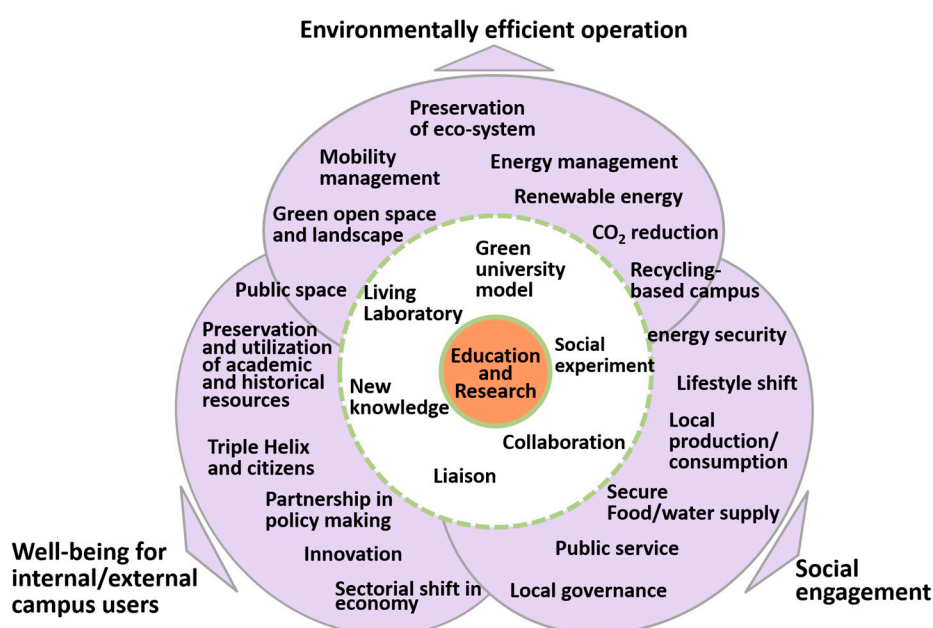 Environmentally efficient operation
Preservation
of eco-system
Mobility
management
Energy management
Renewable energy
Green open space
and landscape
CO₂ reduction
Green
university
model
Recycling-
based campus
Public space
Living
Laboratory
Preservation
and utilization
of academic
and historical
resources
energy security
Social
experiment
Education
and
Research
Lifestyle shift
New
knowledge
Local
production/
consumption
Collaboration
Triple Helix
and citizens
Liaison
Secure
Food/water supply
Partnership in
policy making
Public service
Innovation
Local governance
Sectorial shift in
economy
Well-being for
internal/external
campus users
Social
engagement